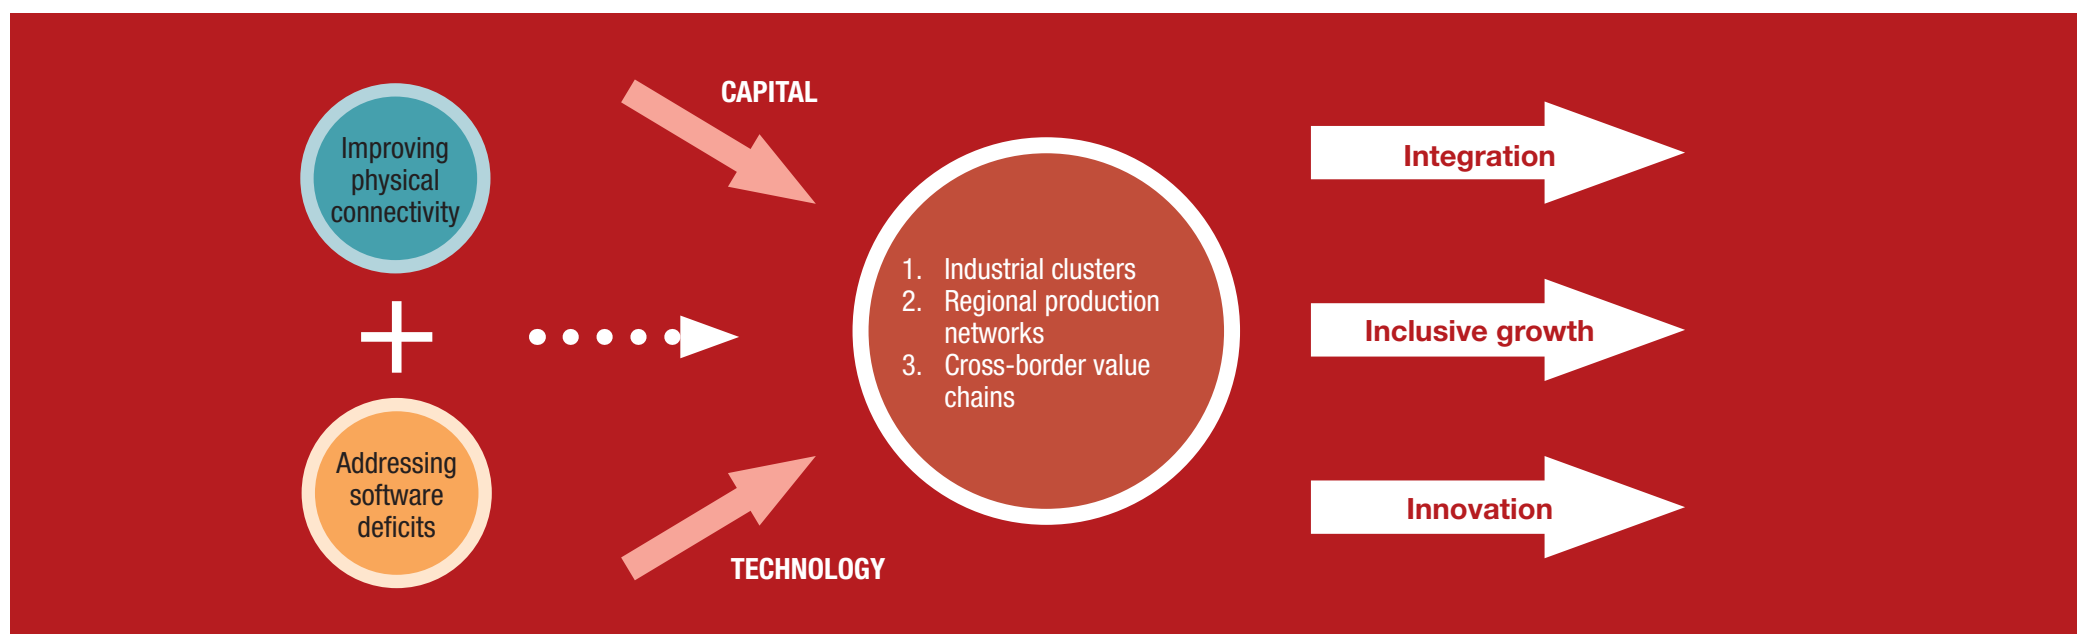 Improving
physical
connectivity
Addressing
software
deficits
CAPITAL
TECHNOLOGY
1. Industrial clusters
2. Regional production
networks
3. Cross-border value
chains
Integration
Inclusive growth
Innovation